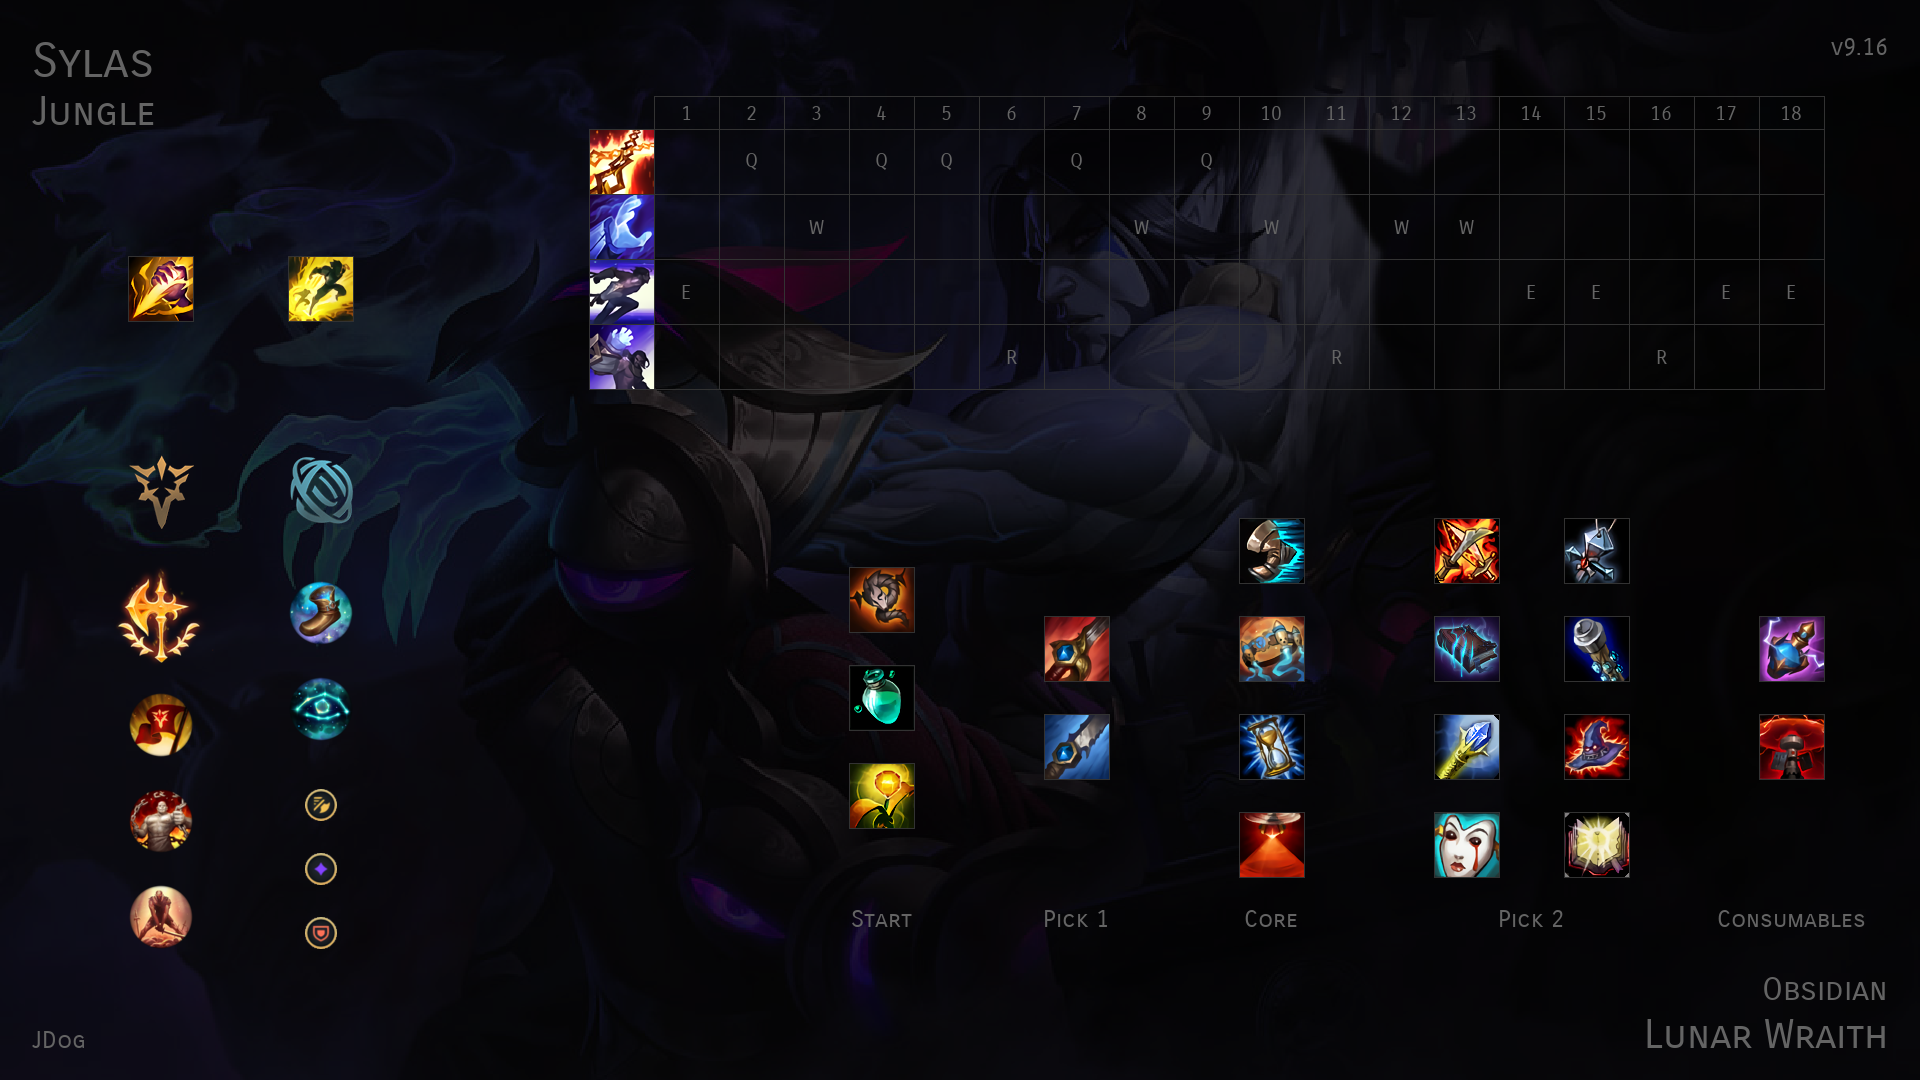 Sylas
Jungle
v9.16
1 2 3 4 5 6 7 8 9 10 11 12 13 14 15 16 17 18
Q Q Q Q Q
W W W W W
E E E E E
R R R
Start Pick 1 Core Pick 2 Consumables
Obsidian
Lunar Wraith
JDog